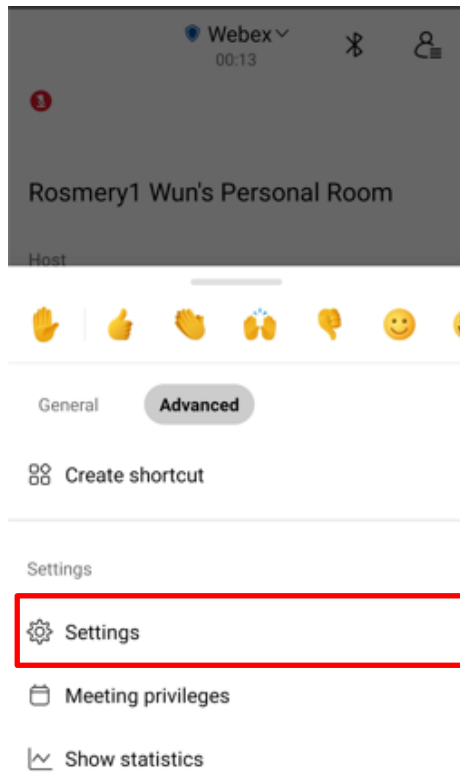 Webex
00:13
Rosmery1 Wun's Personal Room
Host
General
Advanced
Create shortcut
Settings
Settings
Meeting privileges
Show statistics